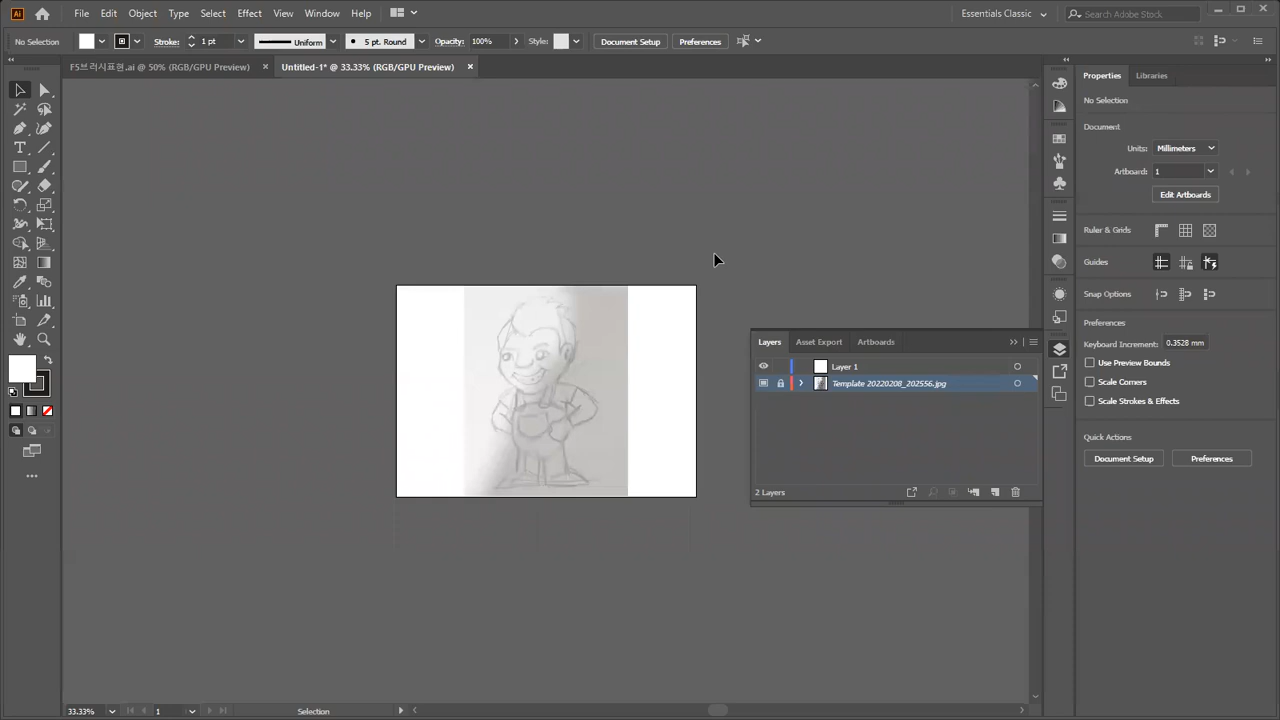 Ai File Edit Object Type Select Effect View Window Help Essentials Classic Search Adobe Stock
No Selection Stroke: 1 pt Uniform 5 pt. Round Opacity: 100% Style: Document Setup Preferences
F5브러시표현.ai @ 50% (RGB/GPU Preview) Untitled-1* @ 33.33% (RGB/GPU Preview)
Properties Libraries
No Selection
Document
Units: Millimeters
Artboard: 1
Edit Artboards
Ruler & Grids
Guides
Snap Options
Preferences
Keyboard Increment: 0.3528 mm
Use Preview Bounds
Scale Corners
Scale Strokes & Effects
Quick Actions
Document Setup Preferences
Layers Asset Export Artboards
Layer 1
Template 20220208_202556.jpg
2 Layers
33.33% 1 Selection